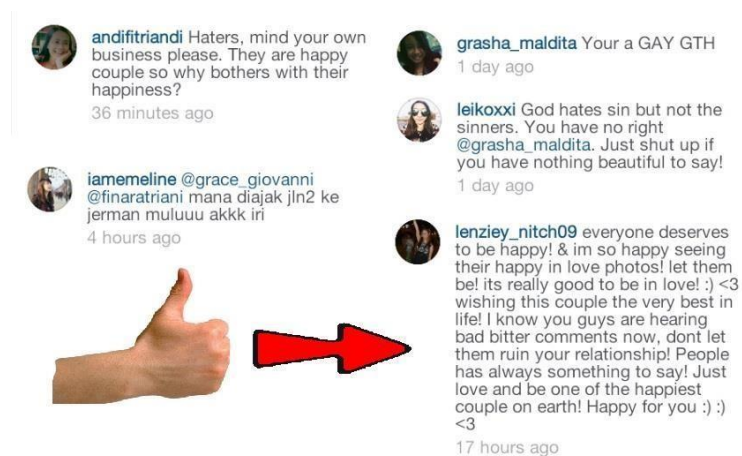 andifitriandi Haters, mind your own
business please. They are happy
couple so why bothers with their
happiness?
36 minutes ago
iamemeline @grace_giovanni
@finaratriani mana diajak jln2 ke
jerman muluuu akkk iri
4 hours ago
grasha_maldita Your a GAY GTH
1 day ago
leikoxxi God hates sin but not the
sinners. You have no right
@grasha_maldita. Just shut up if
you have nothing beautiful to say!
1 day ago
lenziey_nitch09 everyone deserves
to be happy! & im so happy seeing
their happy in love photos! let them
be! its really good to be in love! :) <3
wishing this couple the very best in
life! I know you guys are hearing
bad bitter comments now, dont let
them ruin your relationship! People
has always something to say! Just
love and be one of the happiest
couple on earth! Happy for you :) :)
<3
17 hours ago